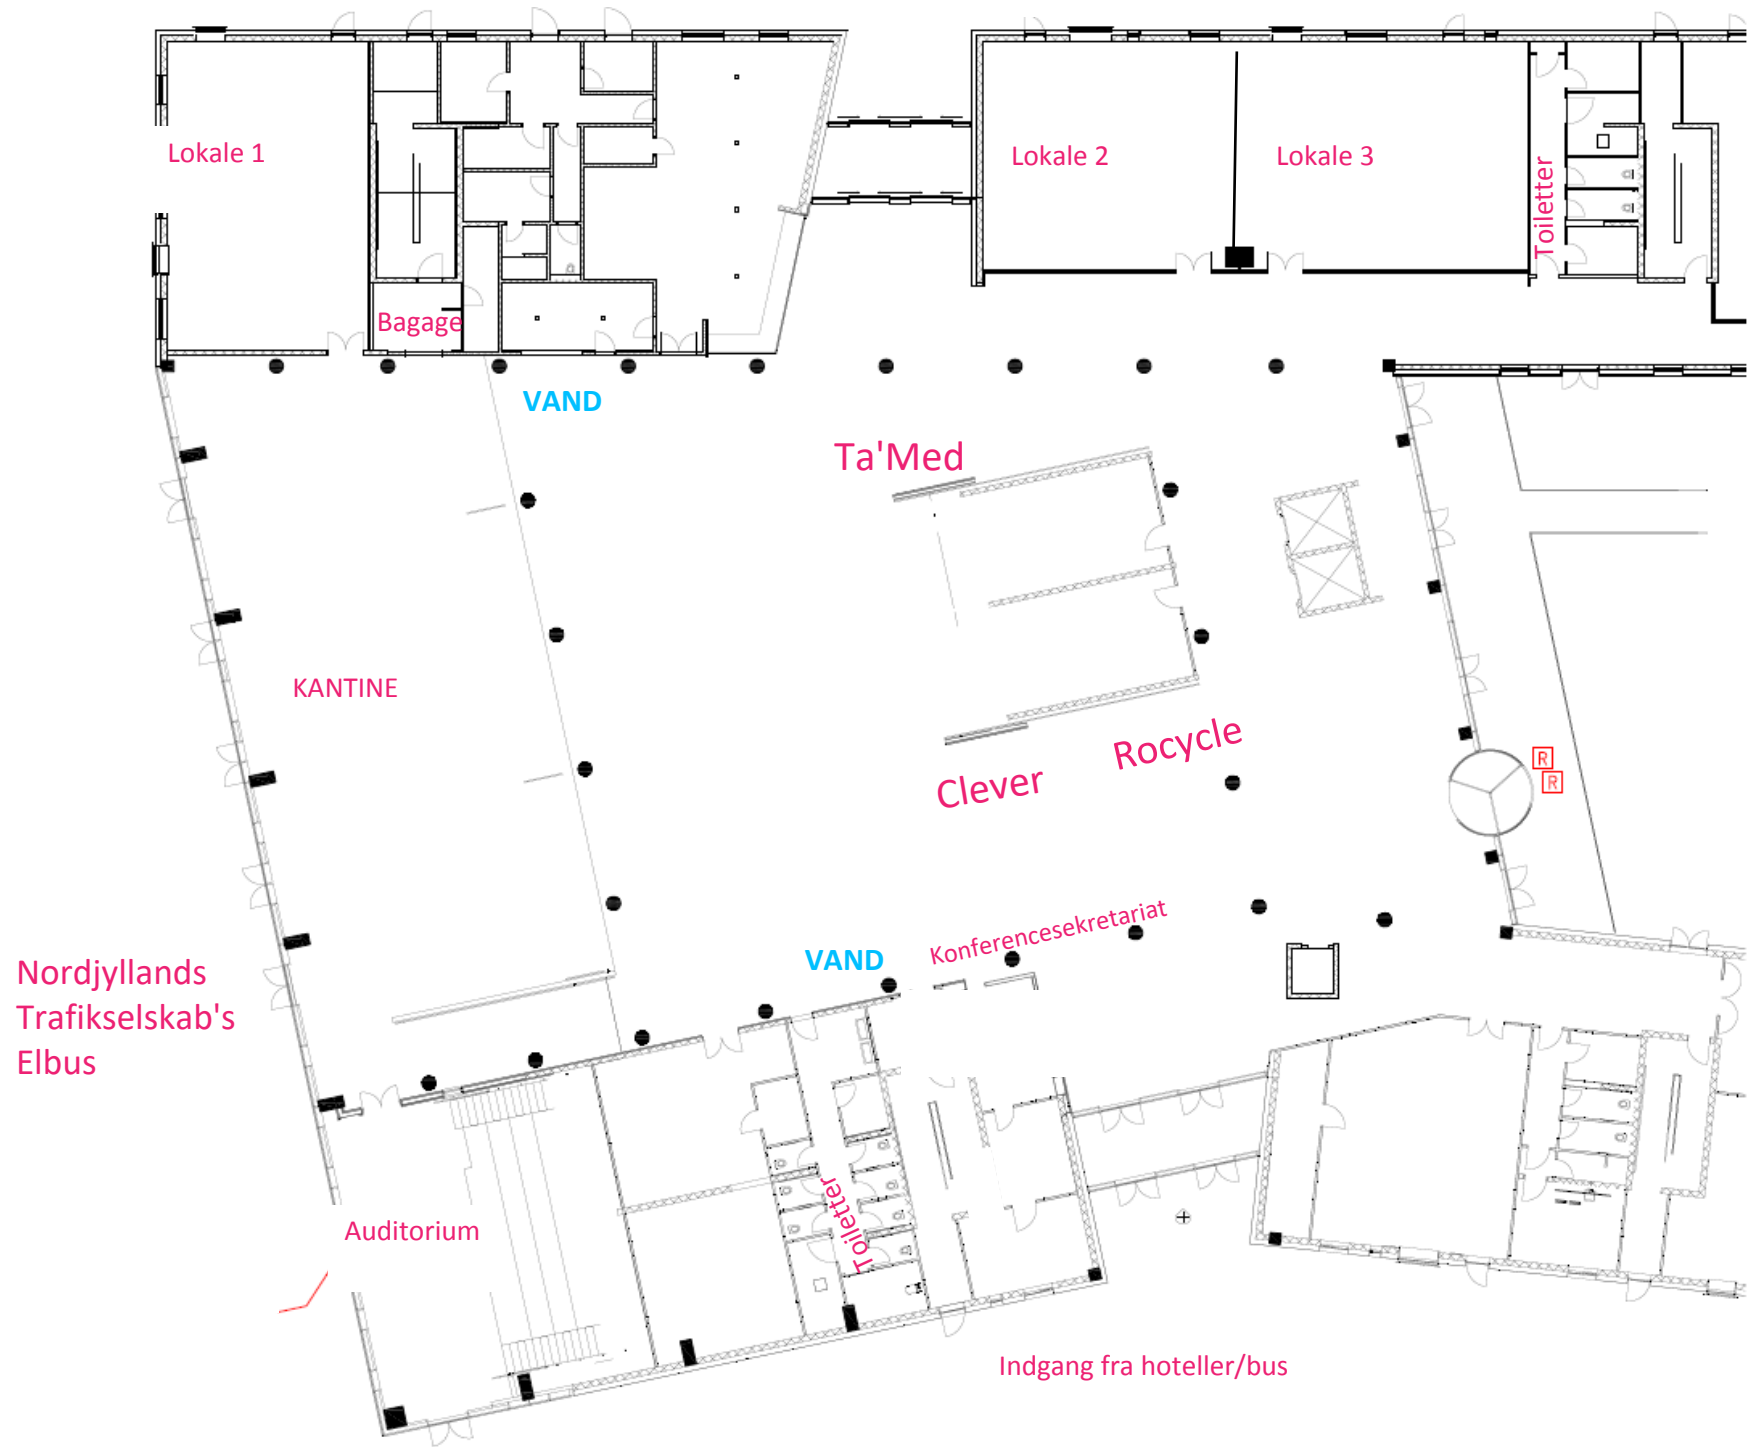 Lokale 1
Lokale 2
Lokale 3
Toiletter
Bagage
VAND
Ta'Med
KANTINE
Rocycle
Clever
R
R
Konferencesekretariat
VAND
Nordjyllands
Trafikselskab's
Elbus
Auditorium
Toiletter
Indgang fra hoteller/bus